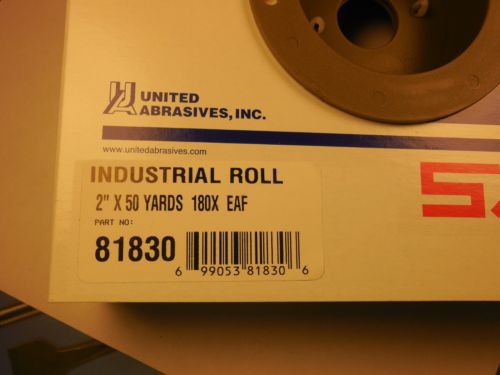 UNITED
ABRASIVES, INC.
www.unitedabrasives.com
INDUSTRIAL ROLL
2" X 50 YARDS 180X EAF
PART NO:
81830
6 99053 81830 6